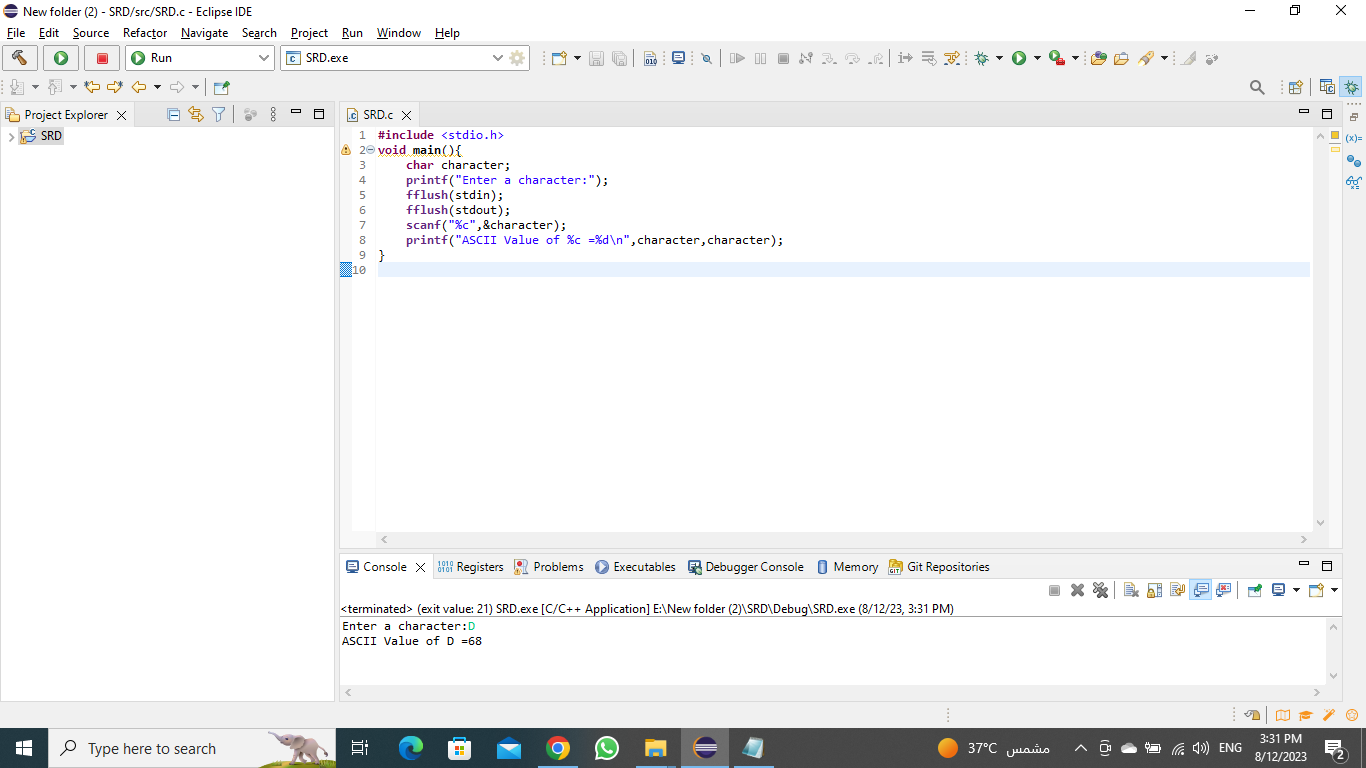 New folder (2) - SRD/src/SRD.c - Eclipse IDE
File Edit Source Refactor Navigate Search Project Run Window Help
Run SRD.exe
Project Explorer
SRD
SRD.c
1 #include <stdio.h>
2 void main(){
3 char character;
4 printf("Enter a character:");
5 fflush(stdin);
6 fflush(stdout);
7 scanf("%c",&character);
8 printf("ASCII Value of %c =%d\n",character,character);
9 }
10
Console Registers Problems Executables Debugger Console Memory Git Repositories
<terminated> (exit value: 21) SRD.exe [C/C++ Application] E:\New folder (2)\SRD\Debug\SRD.exe (8/12/23, 3:31 PM)
Enter a character:D
ASCII Value of D =68
Type here to search
37°C مشمس
ENG
3:31 PM
8/12/2023
2